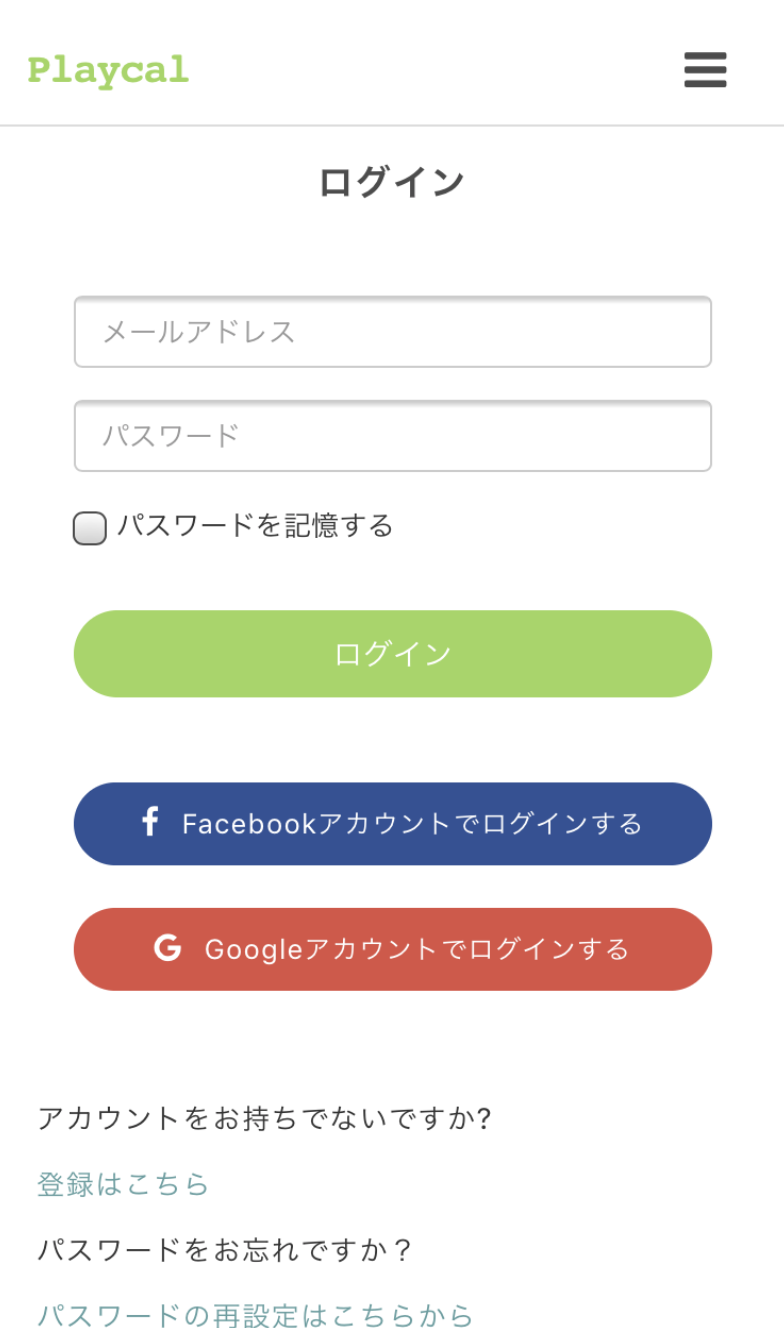 Playcal
ログイン
メールアドレス
パスワード
パスワードを記憶する
ログイン
Facebookアカウントでログインする
Googleアカウントでログインする
アカウントをお持ちでないですか?
登録はこちら
パスワードをお忘れですか？
パスワードの再設定はこちらから